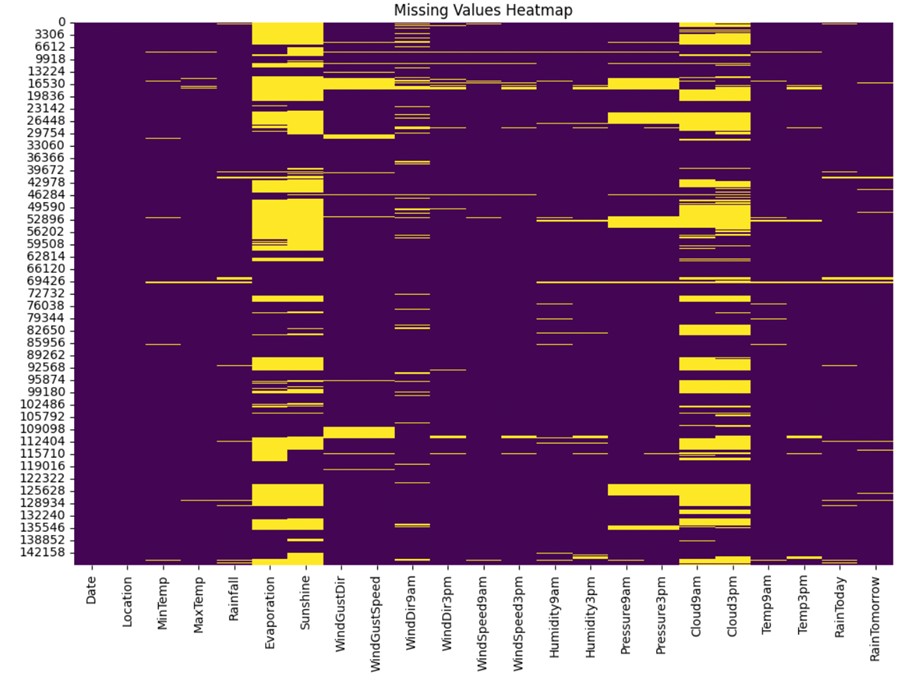 Missing Values Heatmap
0
3306
6612
9918
13224
16530
19836
23142
26448
29754
33060
36366
39672
42978
46284
49590
52896
56202
59508
62814
66120
69426
72732
76038
79344
82650
85956
89262
92568
95874
99180
102486
105792
109098
112404
115710
119016
122322
125628
128934
132240
135546
138852
142158
Date
Location
MinTemp
MaxTemp
Rainfall
Evaporation
Sunshine
WindGustDir
WindGustSpeed
WindDir9am
WindDir3pm
WindSpeed9am
WindSpeed3pm
Humidity9am
Humidity3pm
Pressure9am
Pressure3pm
Cloud9am
Cloud3pm
Temp9am
Temp3pm
RainToday
RainTomorrow